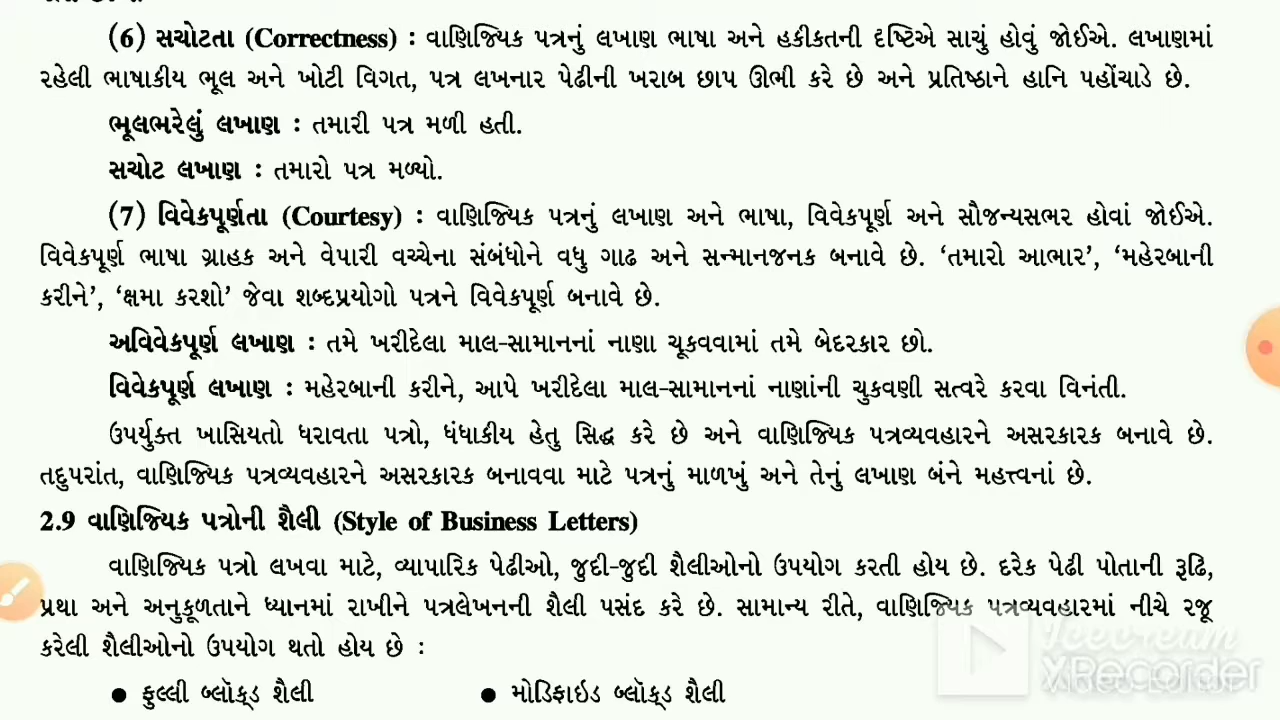 (6) સચોટતા (Correctness) : વાણિજ્યિક પત્રનું લખાણ ભાષા અને હકીકતની દૃષ્ટિએ સાચું હોવું જોઈએ. લખાણમાં
રહેલી ભાષાકીય ભૂલ અને ખોટી વિગત, પત્ર લખનાર પેઢીની ખરાબ છાપ ઊભી કરે છે અને પ્રતિષ્ઠાને હાનિ પહોંચાડે છે.
ભૂલભરેલું લખાણ : તમારી પત્ર મળી હતી.
સચોટ લખાણ : તમારો પત્ર મળ્યો.
(7) વિવેકપૂર્ણતા (Courtesy) : વાણિજ્યિક પત્રનું લખાણ અને ભાષા, વિવેકપૂર્ણ અને સૌજન્યસભર હોવાં જોઈએ.
વિવેકપૂર્ણ ભાષા ગ્રાહક અને વેપારી વચ્ચેના સંબંધોને વધુ ગાઢ અને સન્માનજનક બનાવે છે. ‘તમારો આભાર’, ‘મહેરબાની
કરીને’, ‘ક્ષમા કરશો’ જેવા શબ્દપ્રયોગો પત્રને વિવેકપૂર્ણ બનાવે છે.
અવિવેકપૂર્ણ લખાણ : તમે ખરીદેલા માલ-સામાનનાં નાણા ચૂકવવામાં તમે બેદરકાર છો.
વિવેકપૂર્ણ લખાણ : મહેરબાની કરીને, આપે ખરીદેલા માલ-સામાનનાં નાણાંની ચુકવણી સત્વરે કરવા વિનંતી.
ઉપર્યુક્ત ખાસિયતો ધરાવતા પત્રો, ધંધાકીય હેતુ સિદ્ધ કરે છે અને વાણિજ્યિક પત્રવ્યવહારને અસરકારક બનાવે છે.
તદુપરાંત, વાણિજ્યિક પત્રવ્યવહારને અસરકારક બનાવવા માટે પત્રનું માળખું અને તેનું લખાણ બંને મહત્ત્વનાં છે.
2.9 વાણિજ્યિક પત્રોની શૈલી (Style of Business Letters)
વાણિજ્યિક પત્રો લખવા માટે, વ્યાપારિક પેઢીઓ, જુદી-જુદી શૈલીઓનો ઉપયોગ કરતી હોય છે. દરેક પેઢી પોતાની રૂઢિ,
પ્રથા અને અનુકૂળતાને ધ્યાનમાં રાખીને પત્રલેખનની શૈલી પસંદ કરે છે. સામાન્ય રીતે, વાણિજ્યિક પત્રવ્યવહારમાં નીચે રજૂ
કરેલી શૈલીઓનો ઉપયોગ થતો હોય છે :
● ફુલ્લી બ્લૉક્ડ શૈલી ● મોડિફાઇડ બ્લૉક્ડ શૈલી
Icecream
XRecorder